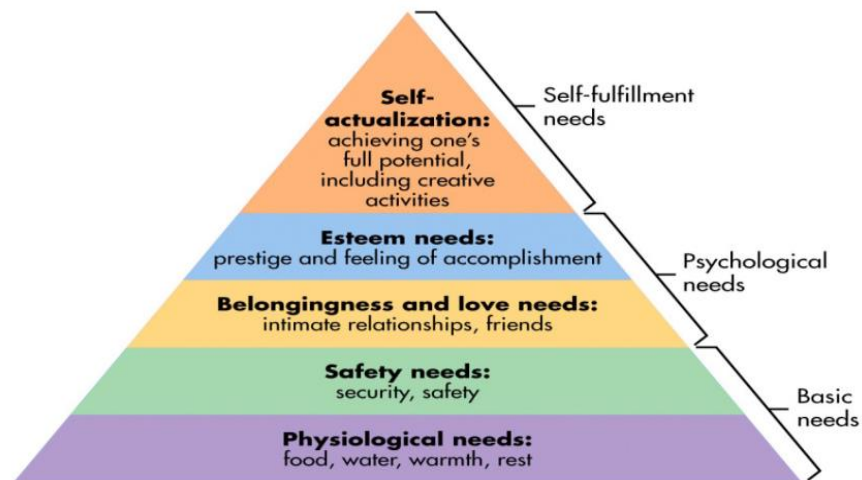 Self-
actualization:
achieving one's
full potential,
including creative
activities
Self-fulfillment
needs
Esteem needs:
prestige and feeling of accomplishment
Belongingness and love needs:
intimate relationships, friends
Psychological
needs
Safety needs:
security, safety
Physiological needs:
food, water, warmth, rest
Basic
needs